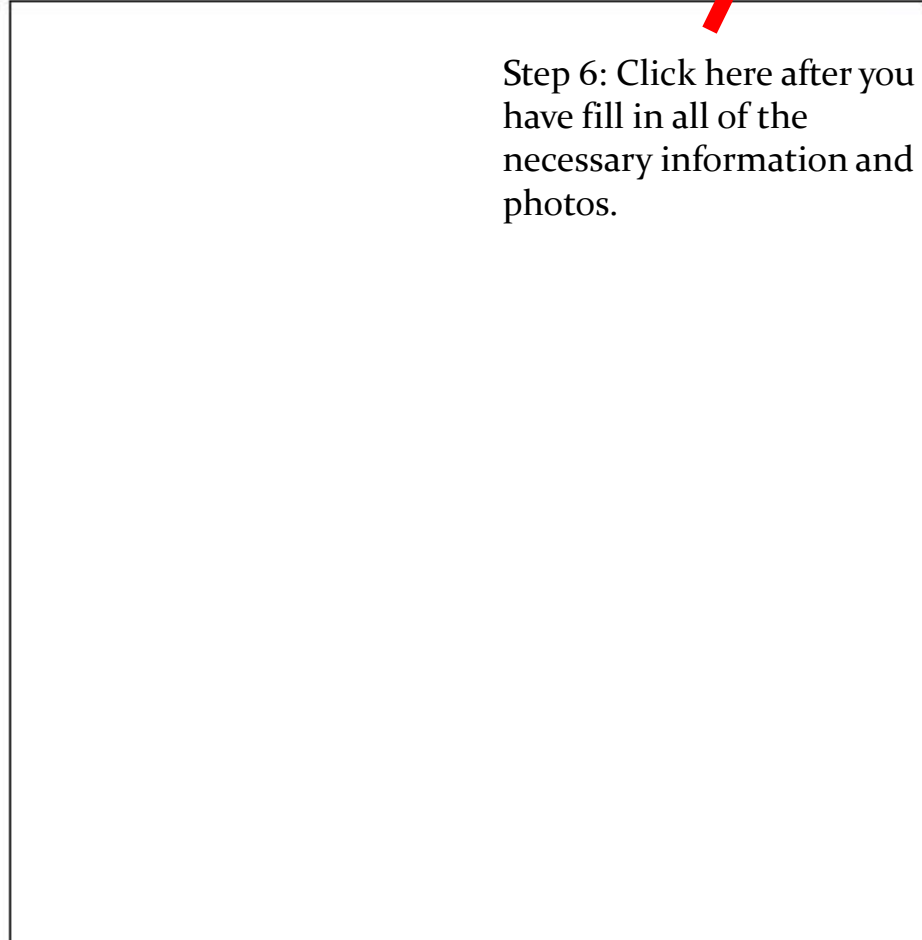 Step 6: Click here after you
have fill in all of the
necessary information and
photos.